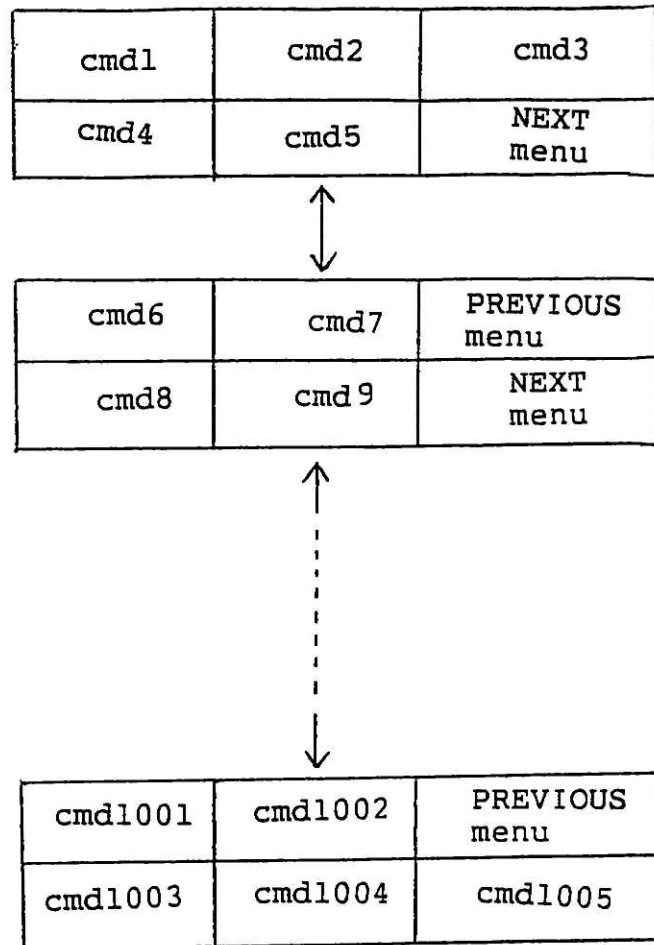 cmd1 cmd2 cmd3
cmd4 cmd5 NEXT
menu
cmd6 cmd7 PREVIOUS
menu
cmd8 cmd9 NEXT
menu
cmd1001 cmd1002 PREVIOUS
menu
cmd1003 cmd1004 cmd1005